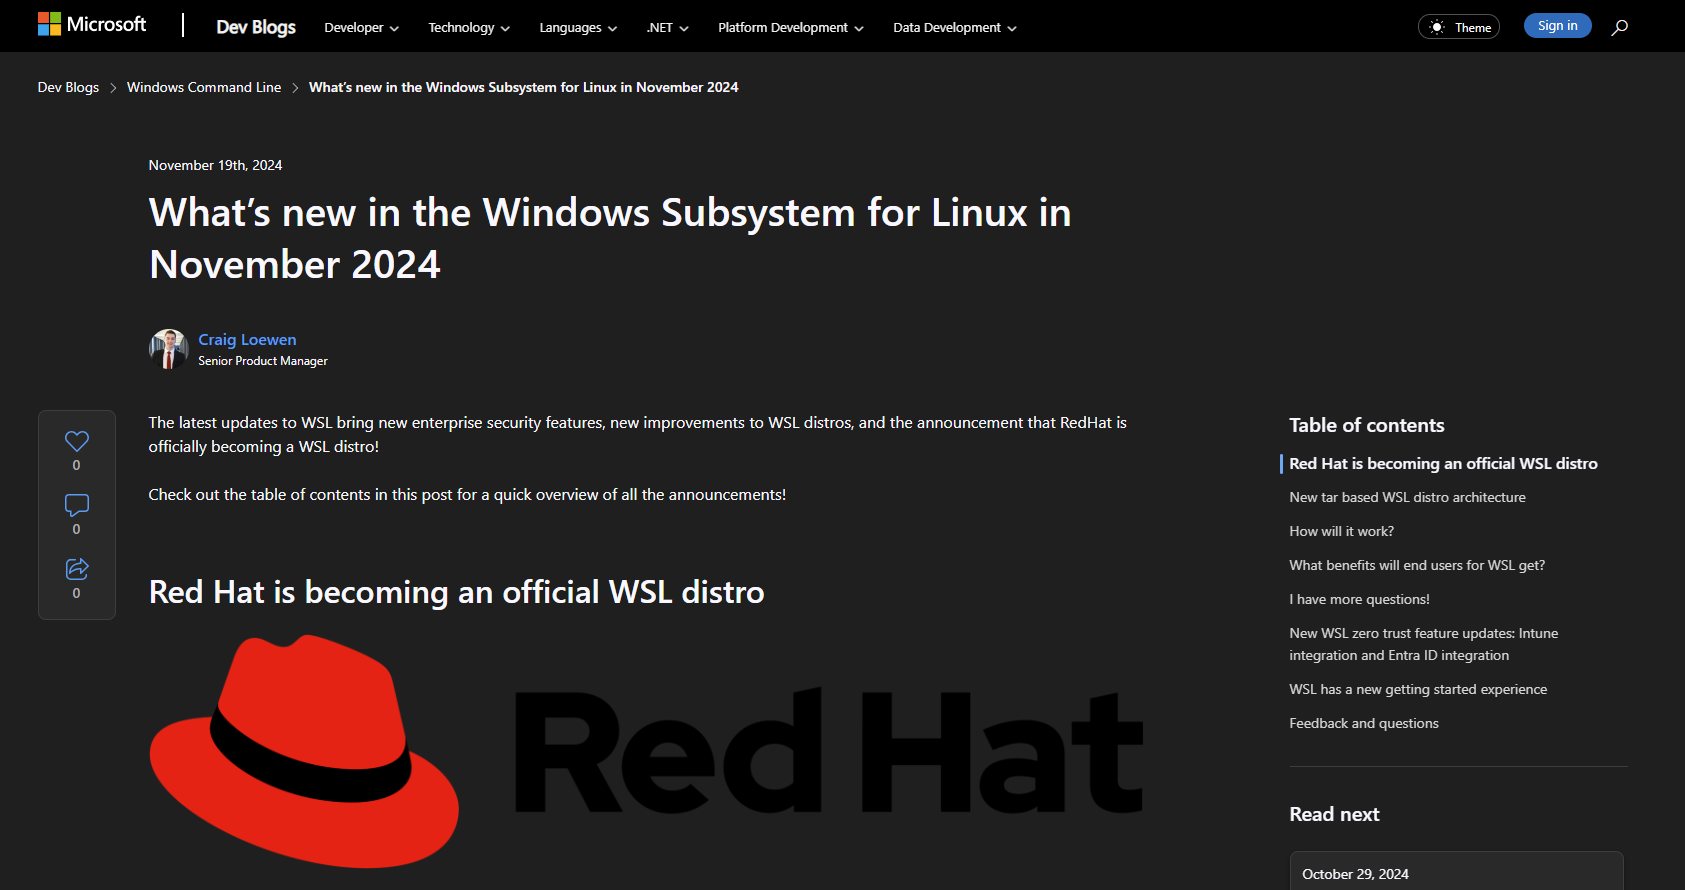 Microsoft
Dev Blogs
Developer
Technology
Languages
.NET
Platform Development
Data Development
Theme
Sign in
Dev Blogs
Windows Command Line
What's new in the Windows Subsystem for Linux in November 2024
November 19th, 2024
What's new in the Windows Subsystem for Linux in
November 2024
Craig Loewen
Senior Product Manager
0
0
0
The latest updates to WSL bring new enterprise security features, new improvements to WSL distros, and the announcement that RedHat is
officially becoming a WSL distro!
Check out the table of contents in this post for a quick overview of all the announcements!
Red Hat is becoming an official WSL distro
Red Hat
Table of contents
Red Hat is becoming an official WSL distro
New tar based WSL distro architecture
How will it work?
What benefits will end users for WSL get?
I have more questions!
New WSL zero trust feature updates: Intune
integration and Entra ID integration
WSL has a new getting started experience
Feedback and questions
Read next
October 29, 2024